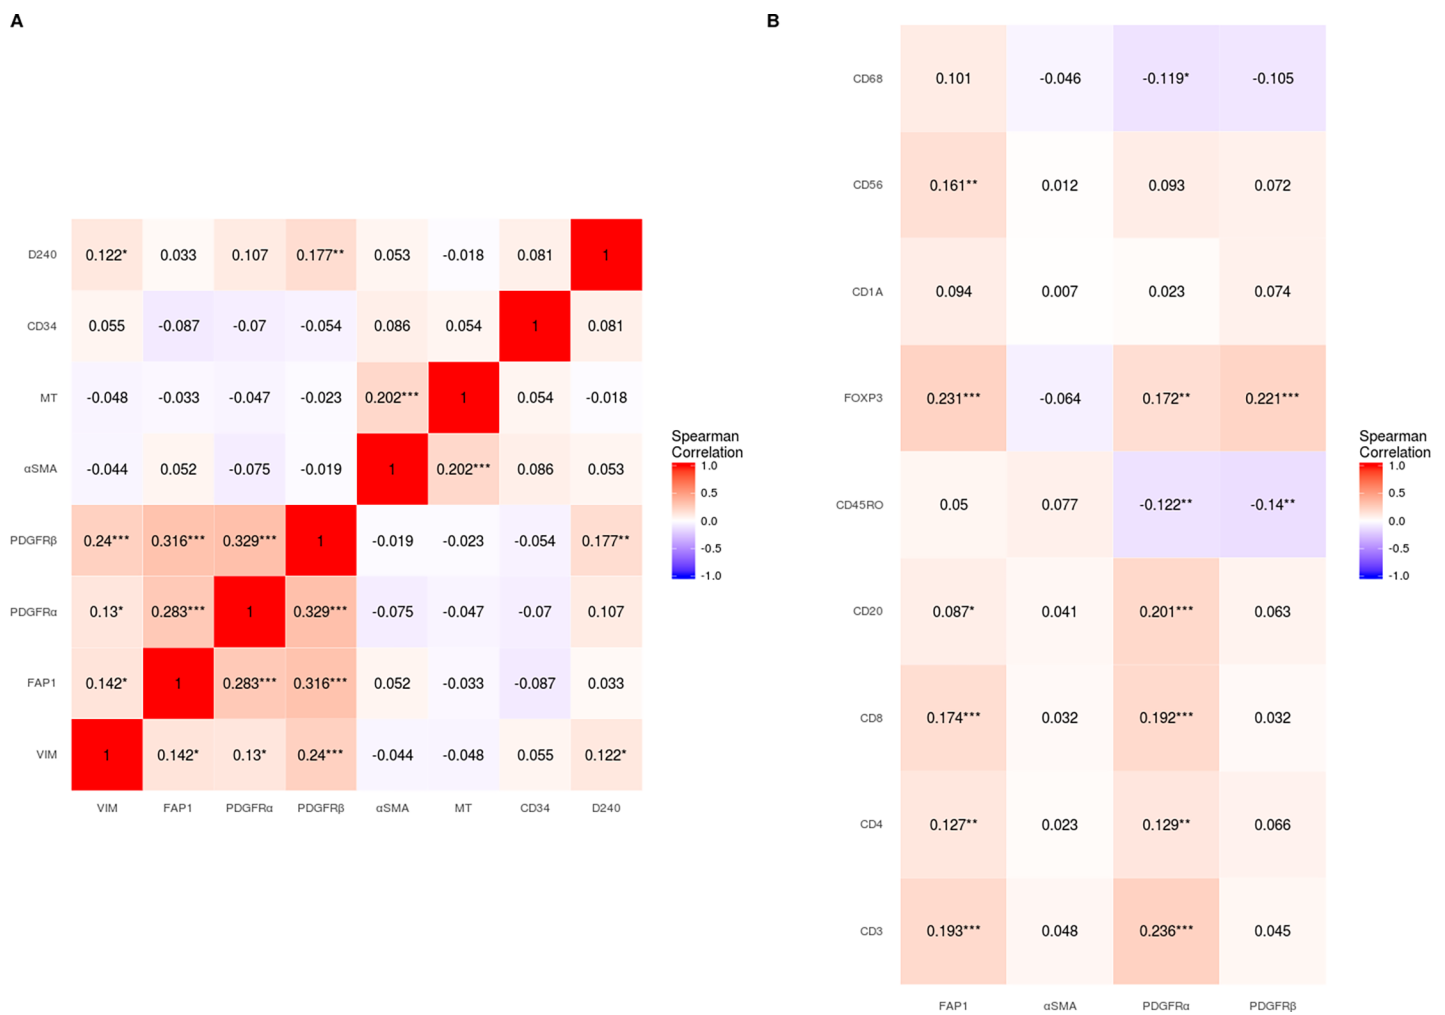 A
D240 0.122* 0.033 0.107 0.177** 0.053 -0.018 0.081 1
CD34 0.055 -0.087 -0.07 -0.054 0.086 0.054 1 0.081
MT -0.048 -0.033 -0.047 -0.023 0.202*** 1 0.054 -0.018
αSMA -0.044 0.052 -0.075 -0.019 1 0.202*** 0.086 0.053
PDGFRβ 0.24*** 0.316*** 0.329*** 1 -0.019 -0.023 -0.054 0.177**
PDGFRα 0.13* 0.283*** 1 0.329*** -0.075 -0.047 -0.07 0.107
FAP1 0.142* 1 0.283*** 0.316*** 0.052 -0.033 -0.087 0.033
VIM 1 0.142* 0.13* 0.24*** -0.044 -0.048 0.055 0.122*
VIM FAP1 PDGFRα PDGFRβ αSMA MT CD34 D240
Spearman
Correlation
1.0
0.5
0.0
-0.5
-1.0
B
CD68 0.101 -0.046 -0.119* -0.105
CD56 0.161** 0.012 0.093 0.072
CD1A 0.094 0.007 0.023 0.074
FOXP3 0.231*** -0.064 0.172** 0.221***
CD45RO 0.05 0.077 -0.122** -0.14**
CD20 0.087* 0.041 0.201*** 0.063
CD8 0.174*** 0.032 0.192*** 0.032
CD4 0.127** 0.023 0.129** 0.066
CD3 0.193*** 0.048 0.236*** 0.045
FAP1 αSMA PDGFRα PDGFRβ
Spearman
Correlation
1.0
0.5
0.0
-0.5
-1.0